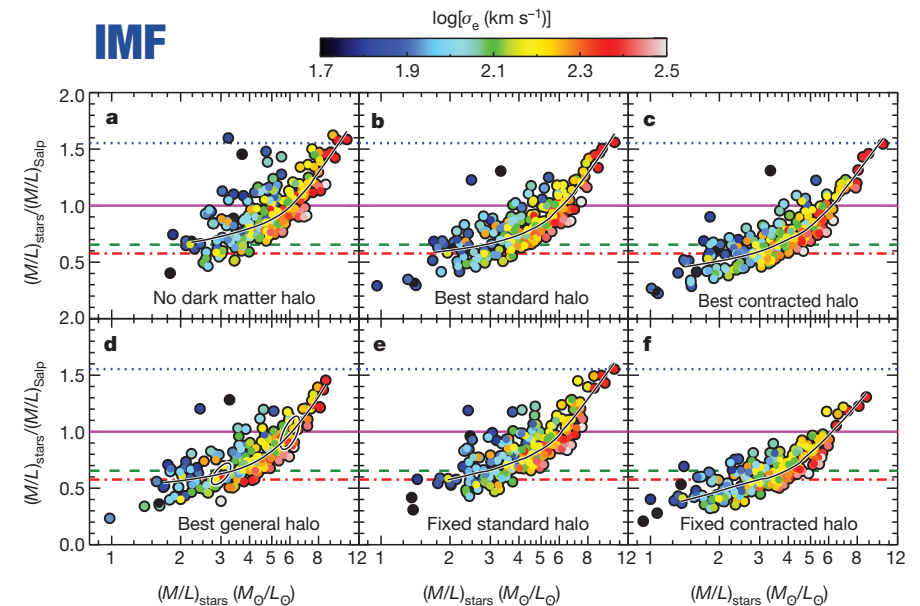 IMF
log[σe (km s−1)]
1.7 1.9 2.1 2.3 2.5
2.0
1.5
1.0
0.5
2.0
1.5
1.0
0.5
0.0
(M/L)stars/(M/L)Salp
(M/L)stars/(M/L)Salp
a
No dark matter halo
b
Best standard halo
c
Best contracted halo
d
Best general halo
e
Fixed standard halo
f
Fixed contracted halo
1 2 3 4 5 6 8 12
1 2 3 4 5 6 8 12
1 2 3 4 5 6 8 12
(M/L)stars (M⊙/L⊙)
(M/L)stars (M⊙/L⊙)
(M/L)stars (M⊙/L⊙)